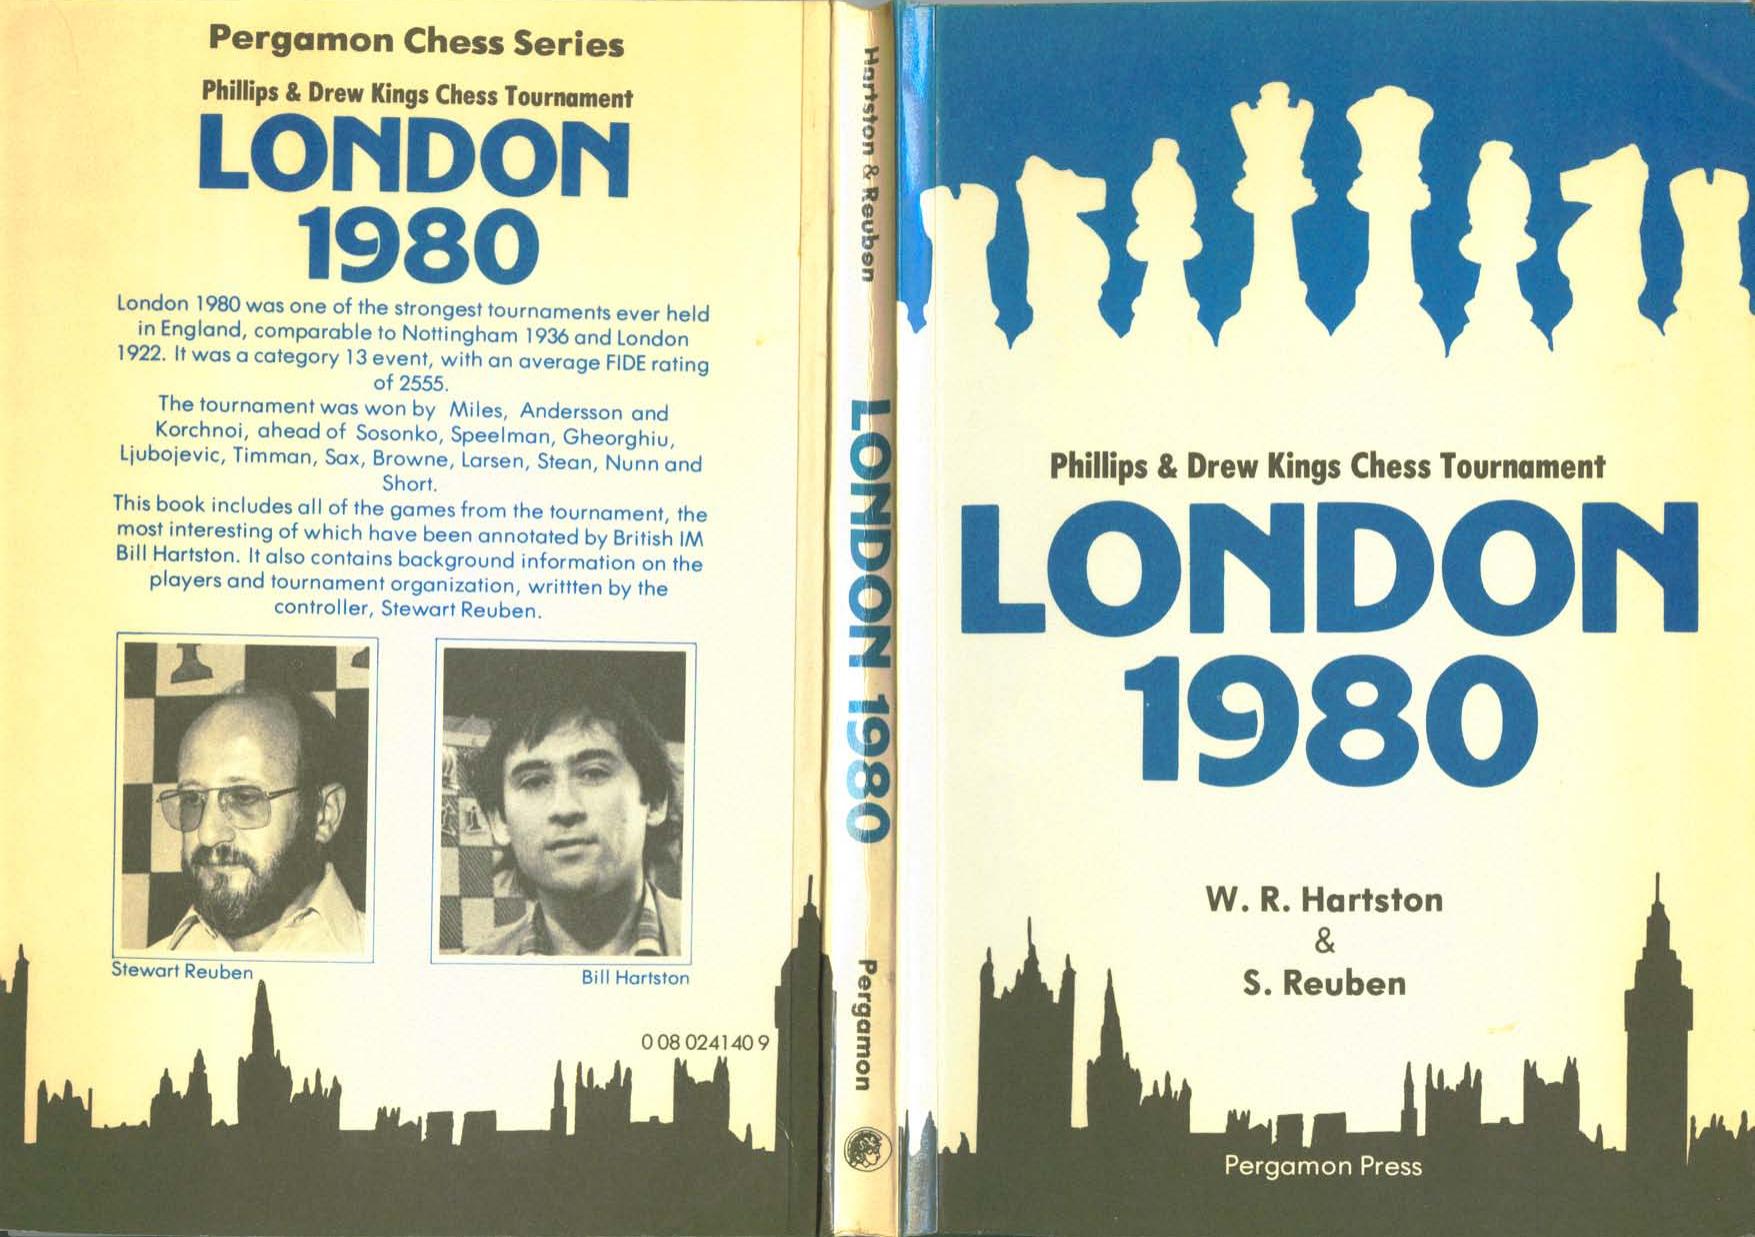 Pergamon Chess Series
Phillips & Drew Kings Chess Tournament
LONDON
1980
London 1980 was one of the strongest tournaments ever held
in England, comparable to Nottingham 1936 and London
1922. It was a category 13 event, with an average FIDE rating
of 2555.
The tournament was won by Miles, Andersson and
Korchnoi, ahead of Sosonko, Speelman, Gheorghiu,
Ljubojevic, Timman, Sax, Browne, Larsen, Stean, Nunn and
Short.
This book includes all of the games from the tournament, the
most interesting of which have been annotated by British IM
Bill Hartston. It also contains background information on the
players and tournament organization, writtten by the
controller, Stewart Reuben.
Stewart Reuben
Bill Hartston
0 08 024140 9
Hartston & Reuben
LONDON 1980
Pergamon
Phillips & Drew Kings Chess Tournament
LONDON
1980
W. R. Hartston
&
S. Reuben
Pergamon Press